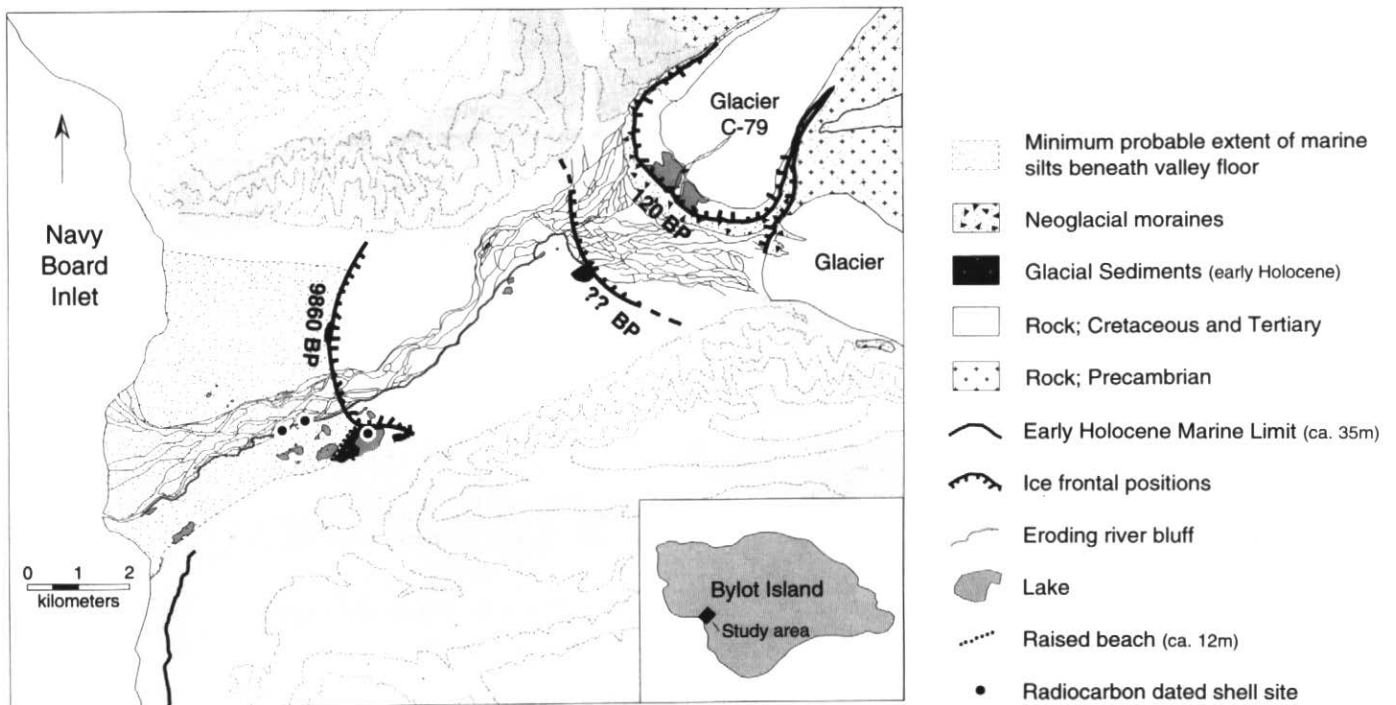 Navy
Board
Inlet
Glacier
C-79
120 BP
Glacier
9860 BP
?? BP
0 1 2
kilometers
Bylot Island
Study area
Minimum probable extent of marine
silts beneath valley floor
Neoglacial moraines
Glacial Sediments (early Holocene)
Rock; Cretaceous and Tertiary
Rock; Precambrian
Early Holocene Marine Limit (ca. 35m)
Ice frontal positions
Eroding river bluff
Lake
Raised beach (ca. 12m)
Radiocarbon dated shell site